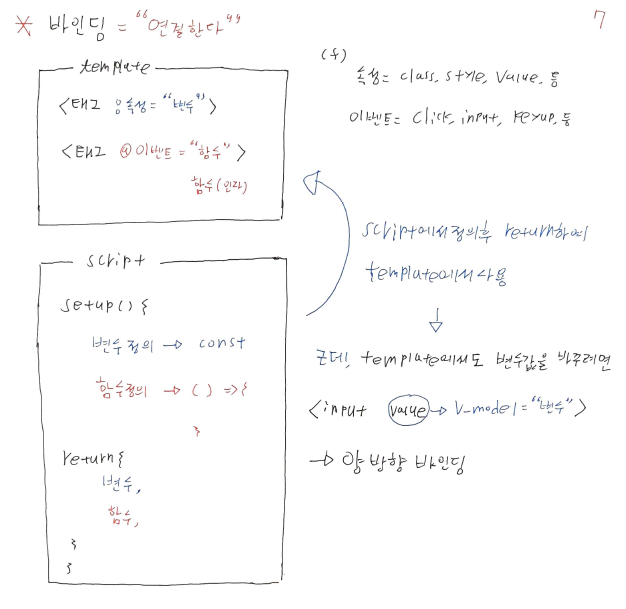 * 바인딩 = "연결한다"
7
template
<태그 :속성="변수">
<태그 @이벤트="함수">
함수(인자)
(f)
속성= class, style, value, 등
이벤트= click, input, keyup, 등
script에서 정의후 return하여
template에서 사용
script
setup() {
변수정의 → const
함수정의 → ( ) => {
}
return {
변수,
함수,
}
}
근데!, template에서도 변수값을 바꾸려면
<input value → v-model="변수">
→ 양방향 바인딩